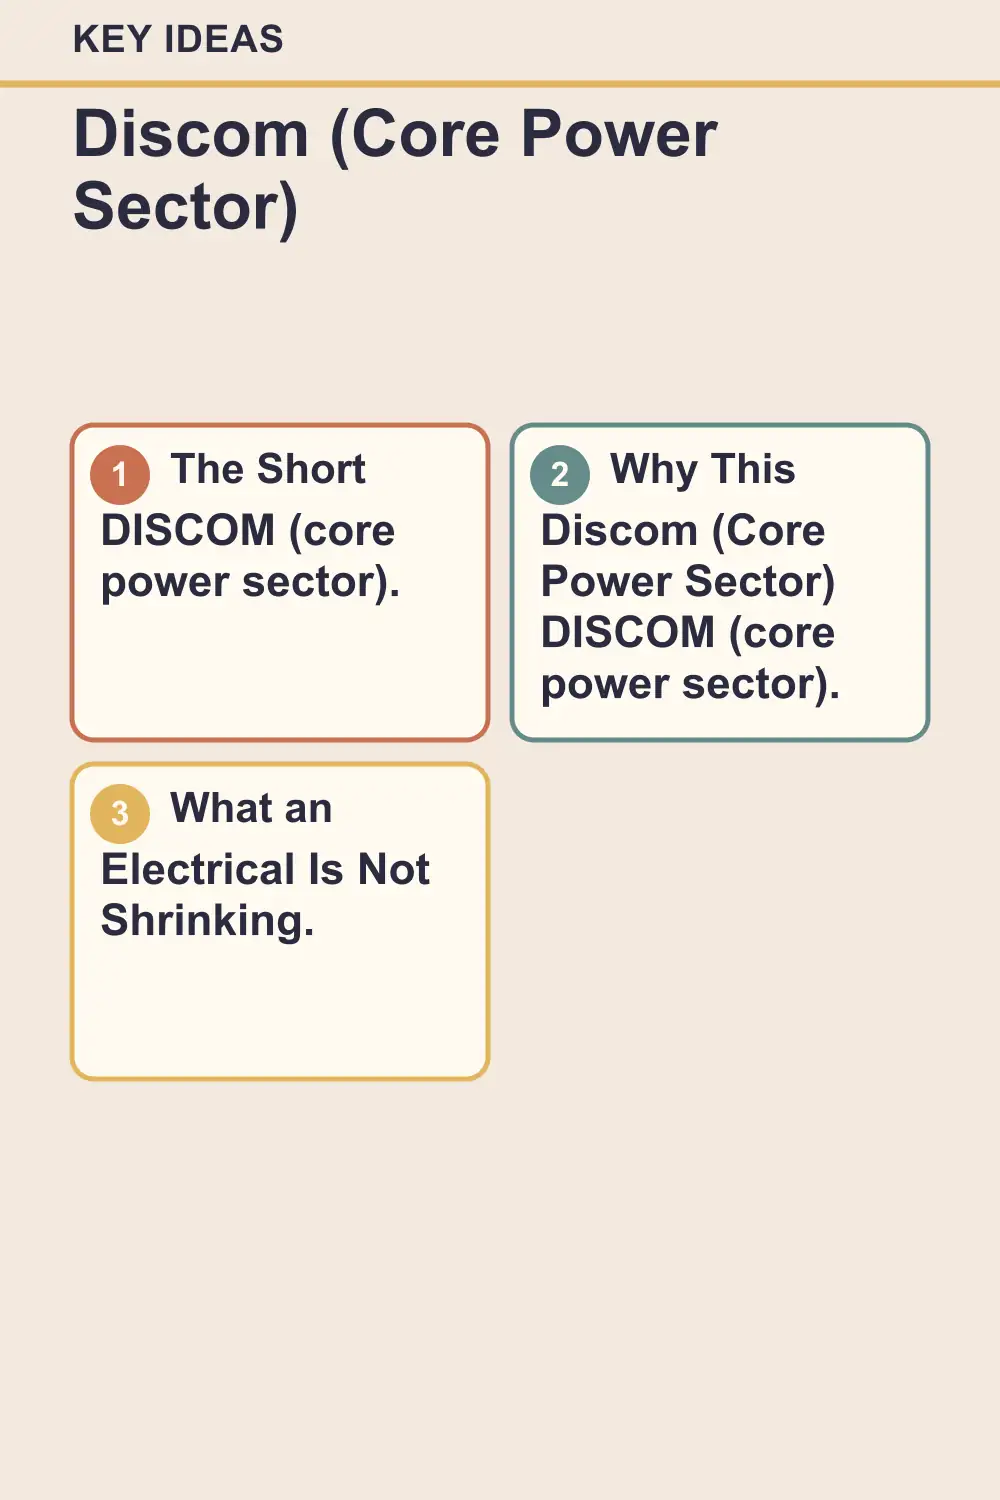 KEY IDEAS
Discom (Core Power
Sector)
1 The Short
DISCOM (core
power sector).
2 Why This
Discom (Core
Power Sector)
DISCOM (core
power sector).
3 What an
Electrical Is Not
Shrinking.